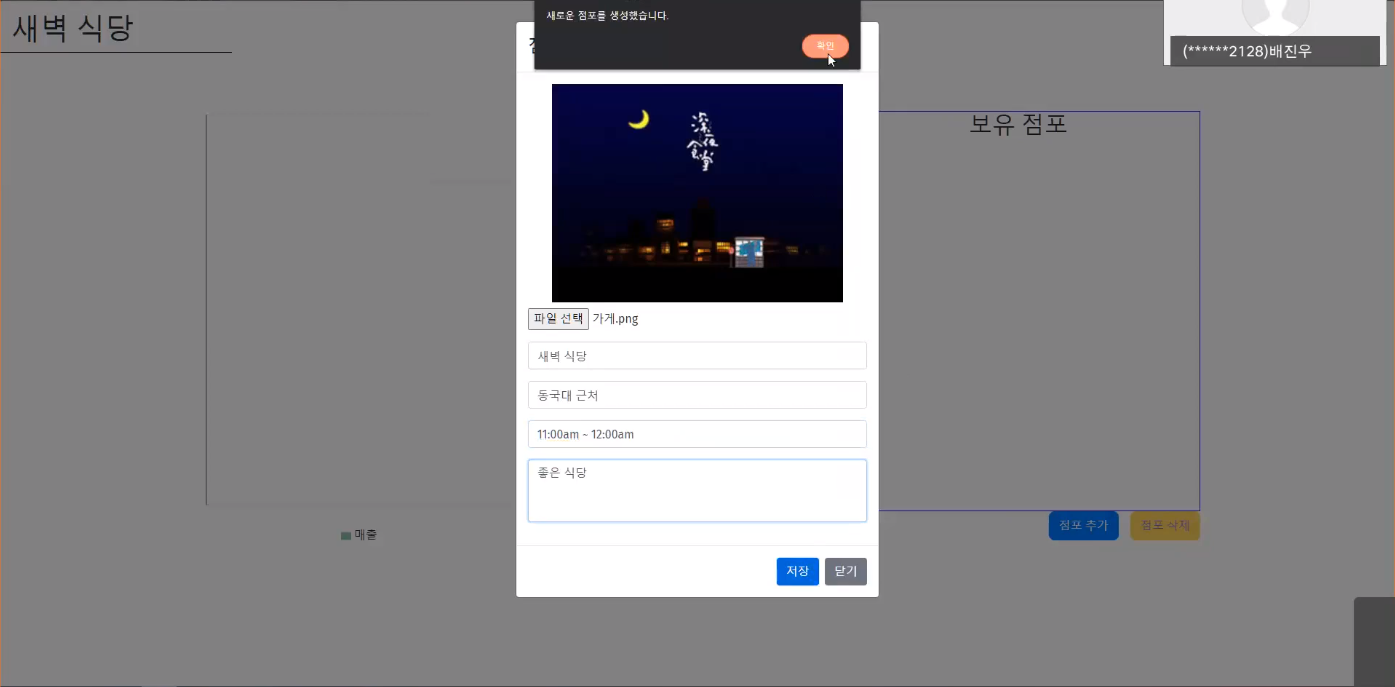 새벽 식당
새로운 점포를 생성했습니다.
확인
(******2128)배진우
深夜食堂
파일 선택 가게.png
새벽 식당
동국대 근처
11:00am ~ 12:00am
좋은 식당
저장 닫기
보유 점포
점포 추가 점포 삭제
매출